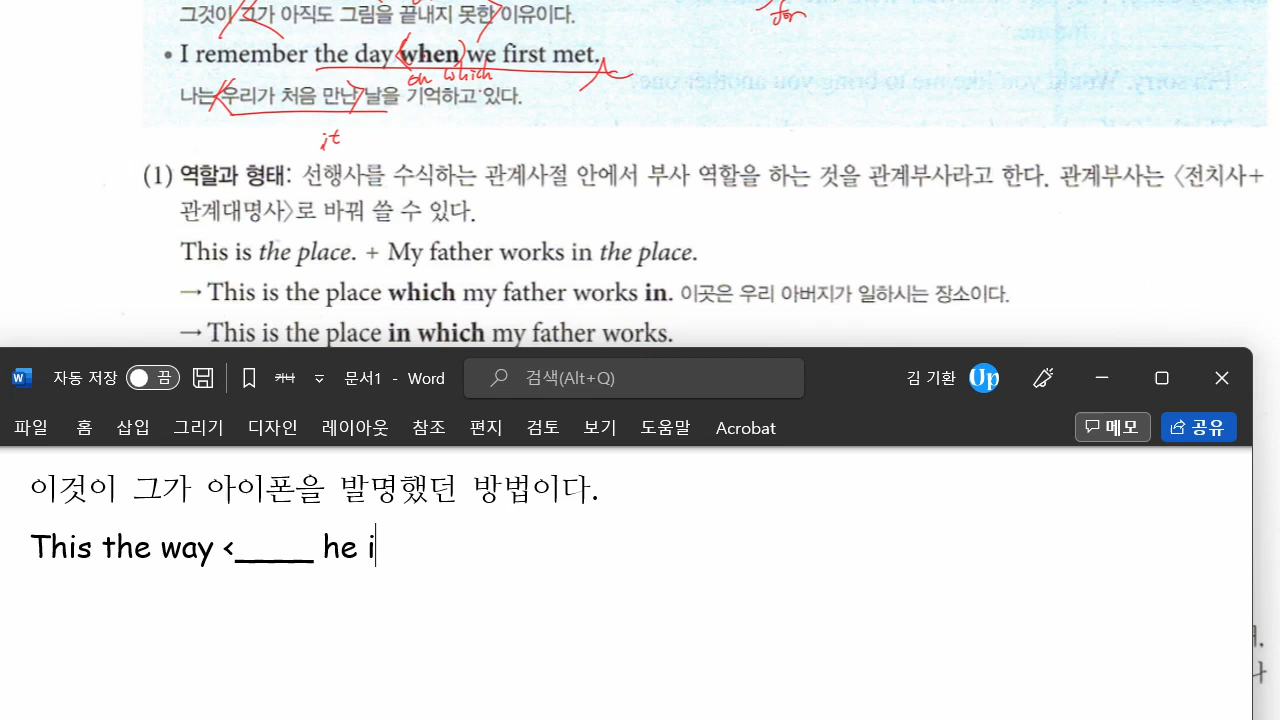 그것이 그가 아직도 그림을 끝내지 못한 이유이다.
for
• I remember the day when we first met.
on which
나는 우리가 처음 만난 날을 기억하고 있다.
it
(1) 역할과 형태: 선행사를 수식하는 관계사절 안에서 부사 역할을 하는 것을 관계부사라고 한다. 관계부사는 〈전치사+
관계대명사〉로 바꿔 쓸 수 있다.
This is the place. + My father works in the place.
→ This is the place which my father works in. 이곳은 우리 아버지가 일하시는 장소이다.
→ This is the place in which my father works.
자동 저장 끔 가나 문서1 - Word 검색(Alt+Q) 김 기환 Up
파일 홈 삽입 그리기 디자인 레이아웃 참조 편지 검토 보기 도움말 Acrobat 메모 공유
이것이 그가 아이폰을 발명했던 방법이다.
This the way <____ he i